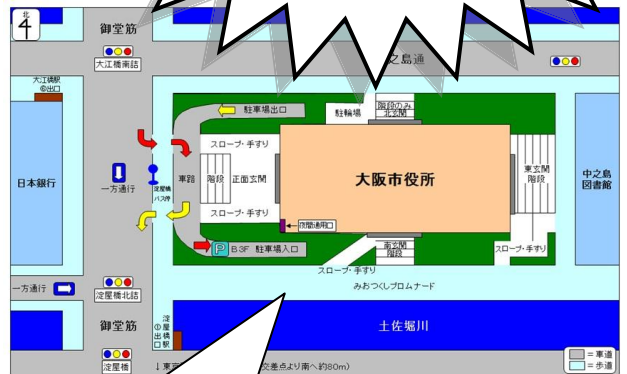 北
御堂筋
大江橋南詰
之島通
大江橋駅
⑥出口
駐車場出口
駐輪場
階段のみ
北玄関
スロープ・手すり
日本銀行
一方通行
淀屋橋
バス停
車路
階段
正面玄関
大阪市役所
東玄関
階段
中之島
図書館
スロープ・手すり
夜間通用口
P B3F 駐車場入口
南玄関
階段
スロープ・手すり
スロープ・手すり
みおつくしプロムナード
一方通行
淀屋橋北詰
御堂筋
淀屋橋駅
①出口
土佐堀川
淀屋橋
交差点より南へ約80m)
=車道
=歩道